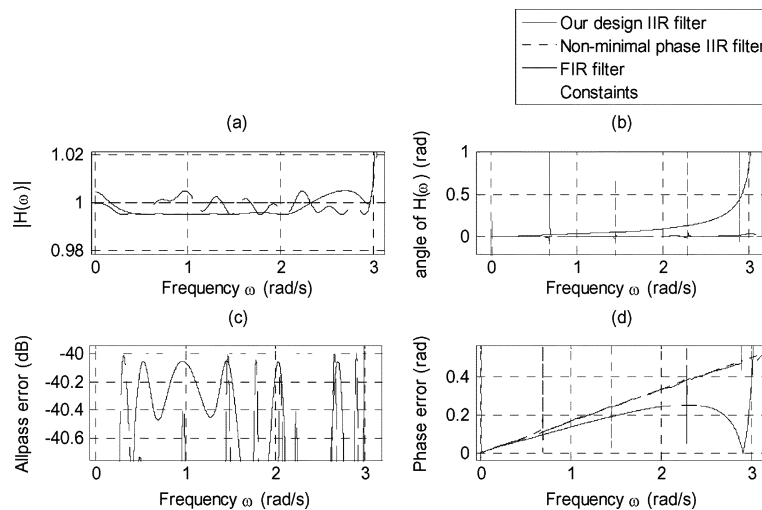 Our design IIR filter
Non-minimal phase IIR filter
FIR filter
Constaints
(a)
(b)
1.02
1
0.98
|H(ω)|
0
1
2
3
Frequency ω (rad/s)
1
0.5
0
angle of H(ω) (rad)
0
1
2
3
Frequency ω (rad/s)
(c)
(d)
-40
-40.2
-40.4
-40.6
Allpass error (dB)
0
1
2
3
Frequency ω (rad/s)
0.4
0.2
0
Phase error (rad)
0
1
2
3
Frequency ω (rad/s)